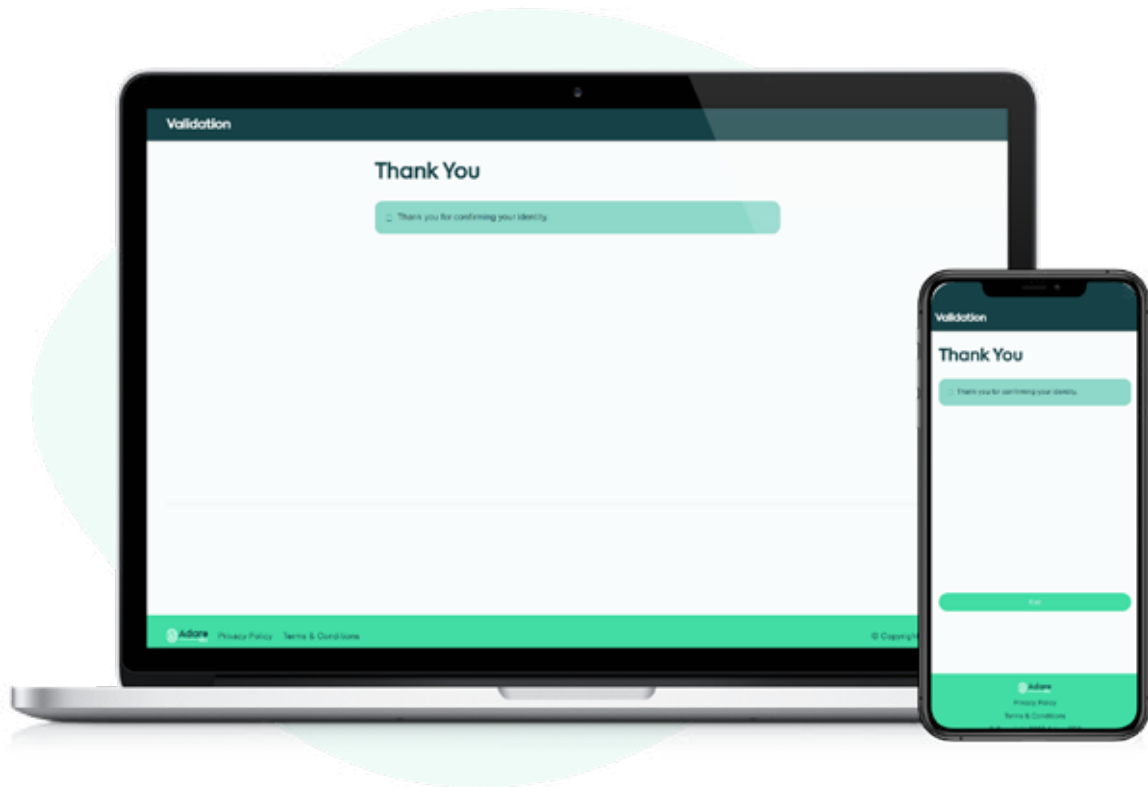 Validation
Thank You
Thank you for confirming your identity.
Adare Privacy Policy Terms & Conditions
© Copyright
Validation
Thank You
Thank you for confirming your identity.
Adare
Privacy Policy
Terms & Conditions